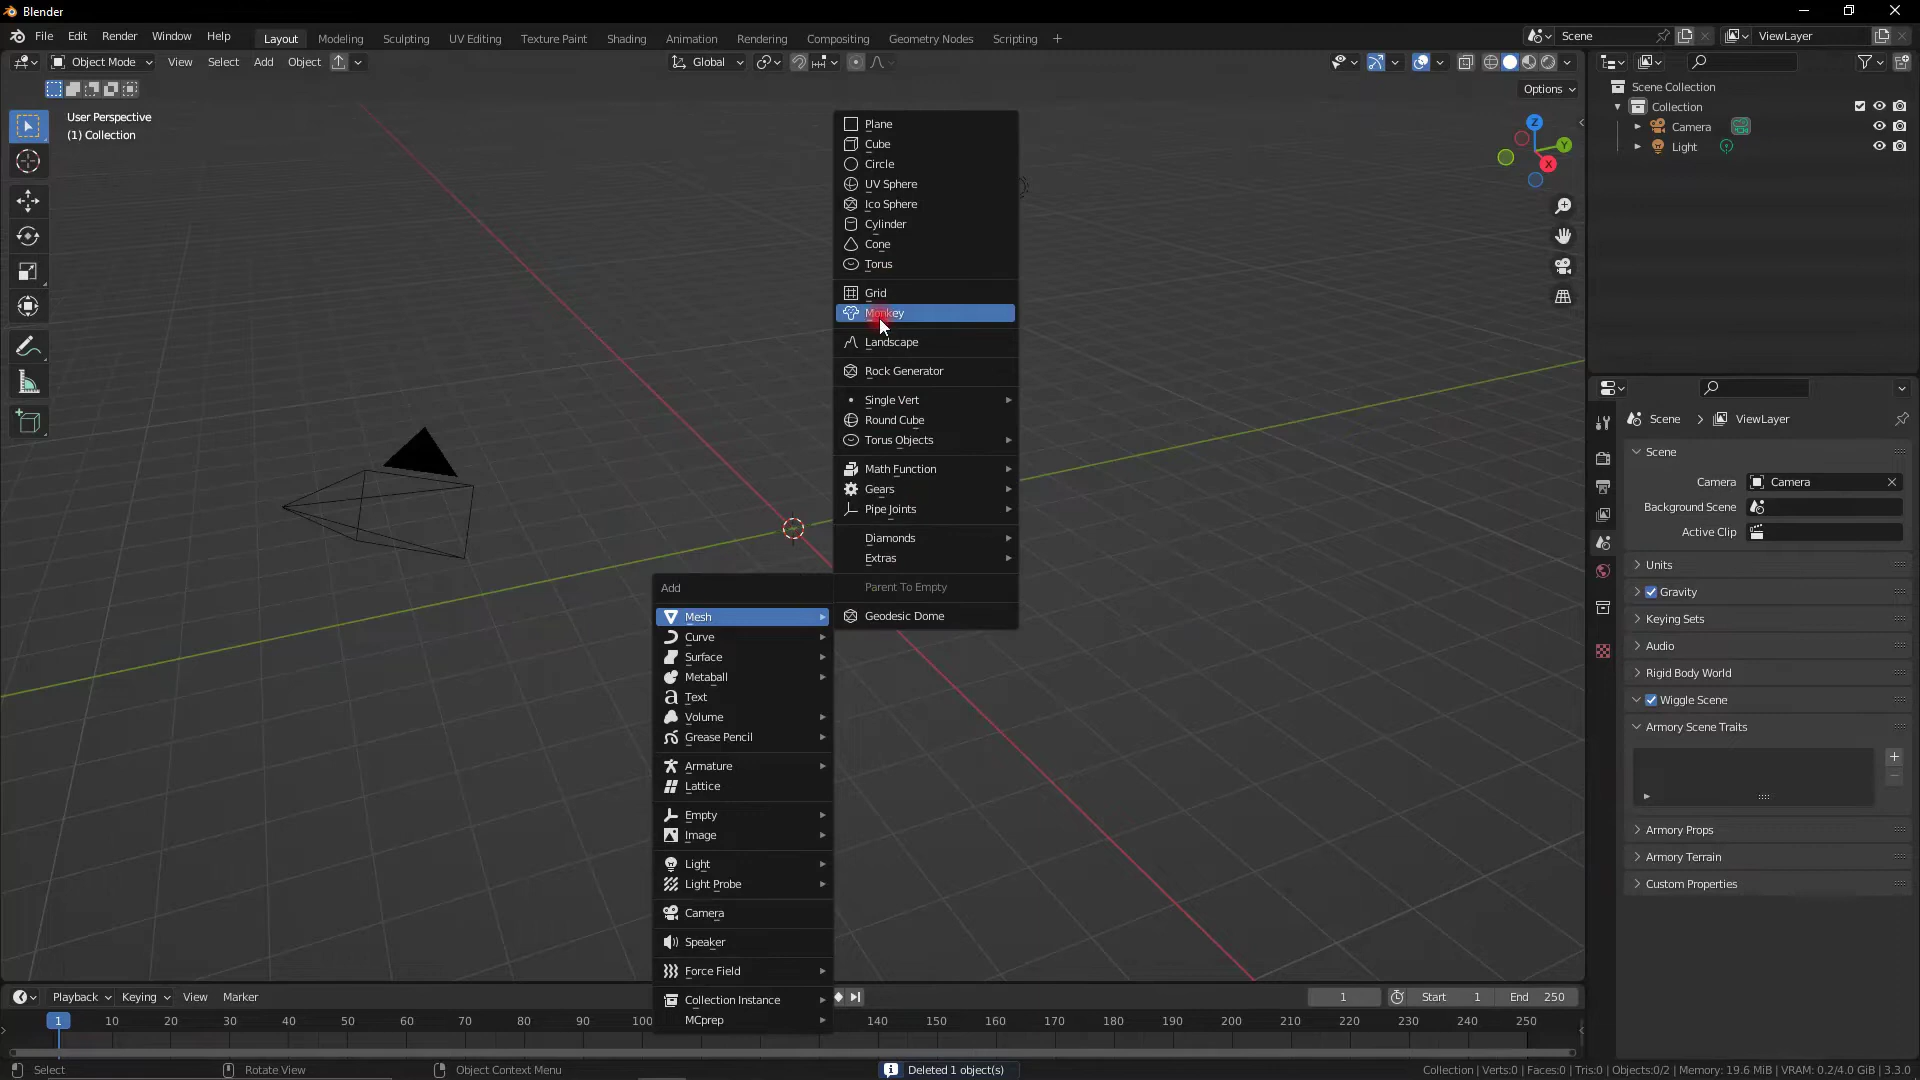 Blender
File Edit Render Window Help
Layout Modeling Sculpting UV Editing Texture Paint Shading Animation Rendering Compositing Geometry Nodes Scripting +
Scene
ViewLayer
Object Mode View Select Add Object
Global
Options
User Perspective
(1) Collection
Z
Y
X
Plane
Cube
Circle
UV Sphere
Ico Sphere
Cylinder
Cone
Torus
Grid
Monkey
Landscape
Rock Generator
Single Vert
Round Cube
Torus Objects
Math Function
Gears
Pipe Joints
Diamonds
Extras
Parent To Empty
Geodesic Dome
Add
Mesh
Curve
Surface
Metaball
Text
Volume
Grease Pencil
Armature
Lattice
Empty
Image
Light
Light Probe
Camera
Speaker
Force Field
Collection Instance
MCprep
Scene Collection
Collection
Camera
Light
Scene > ViewLayer
Scene
Camera Camera
Background Scene
Active Clip
Units
Gravity
Keying Sets
Audio
Rigid Body World
Wiggle Scene
Armory Scene Traits
Armory Props
Armory Terrain
Custom Properties
Playback Keying View Marker
1 Start 1 End 250
1 10 20 30 40 50 60 70 80 90 100 140 150 160 170 180 190 200 210 220 230 240 250
Select Rotate View Object Context Menu
Deleted 1 object(s)
Collection | Verts:0 | Faces:0 | Tris:0 | Objects:0/2 | Memory: 19.6 MiB | VRAM: 0.2/4.0 GiB | 3.3.0